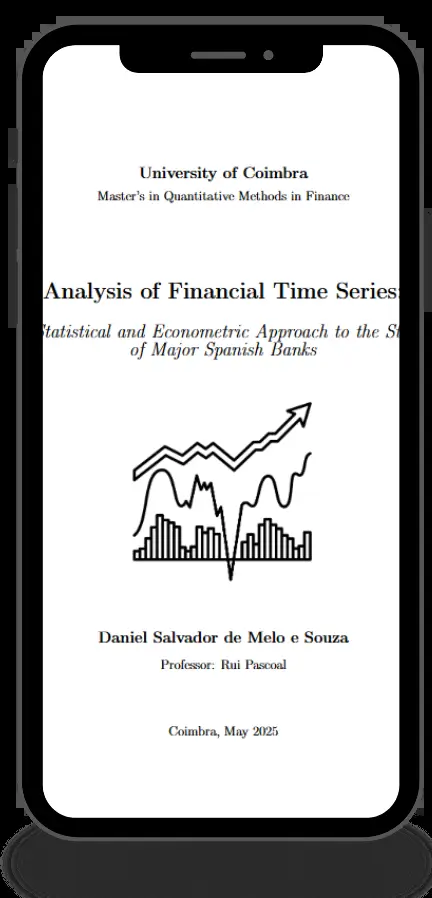 University of Coimbra
Master's in Quantitative Methods in Finance
Analysis of Financial Time Series:
Statistical and Econometric Approach to the
of Major Spanish Banks
Daniel Salvador de Melo e Souza
Professor: Rui Pascoal
Coimbra, May 2025